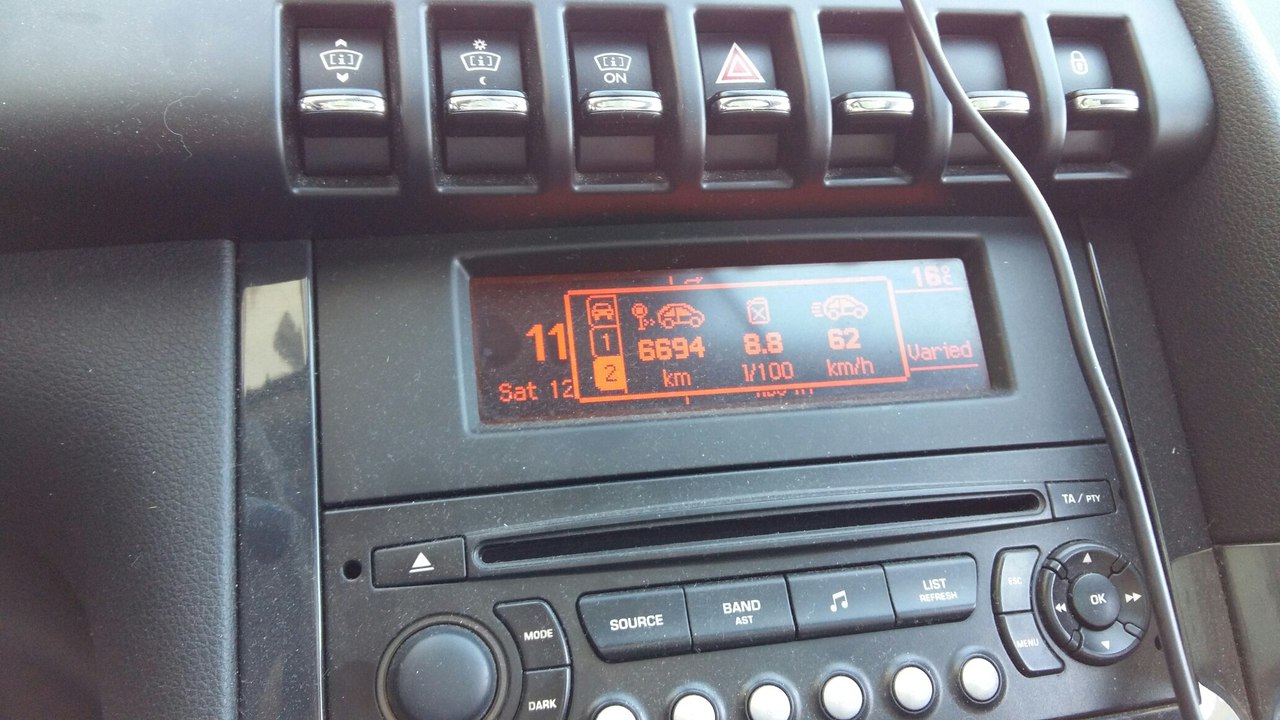 ON
16°C
11
1
6694 8.8 62
2
km l/100 km/h
Varied
Sat 12
TA / PTY
SOURCE
BAND
AST
LIST
REFRESH
MODE
DARK
ESC
MENU
OK